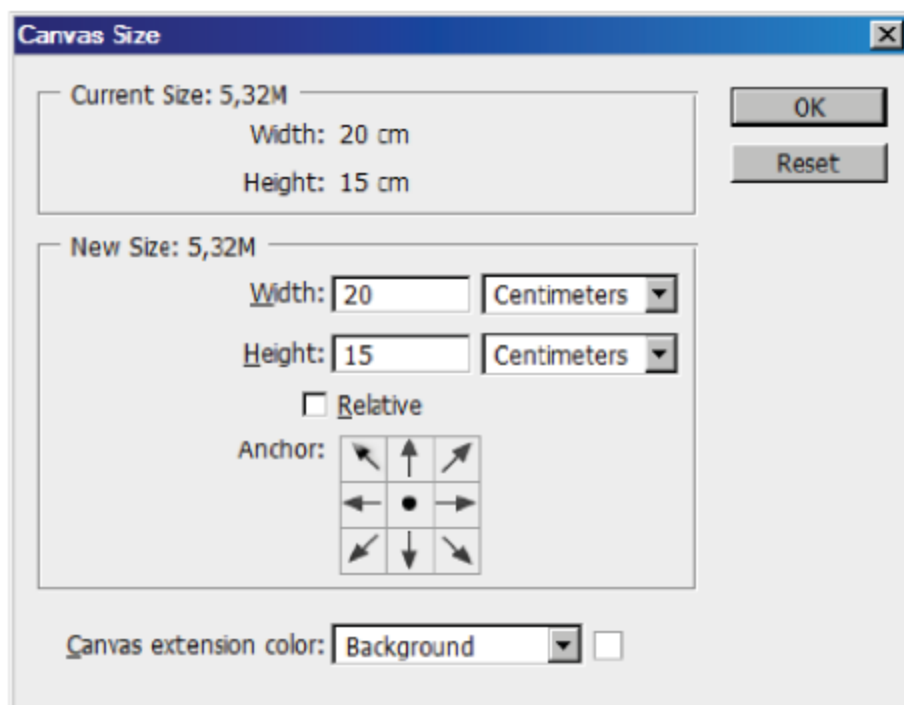 Canvas Size
Current Size: 5,32M
Width: 20 cm
Height: 15 cm
OK
Reset
New Size: 5,32M
Width: 20 Centimeters
Height: 15 Centimeters
Relative
Anchor:
Canvas extension color: Background